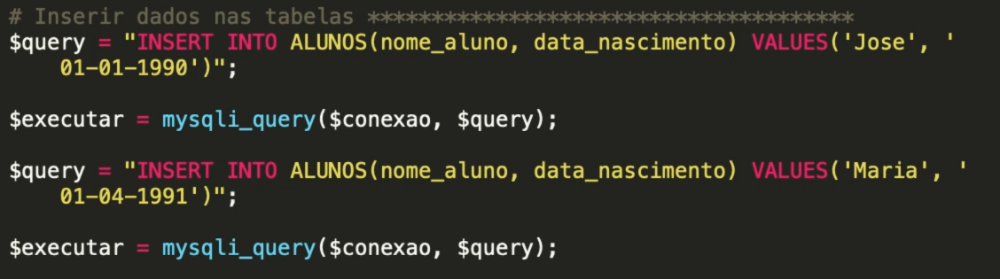 # Inserir dados nas tabelas **************************************
$query = "INSERT INTO ALUNOS(nome_aluno, data_nascimento) VALUES('Jose', '
01-01-1990')";
$executar = mysqli_query($conexao, $query);
$query = "INSERT INTO ALUNOS(nome_aluno, data_nascimento) VALUES('Maria', '
01-04-1991')";
$executar = mysqli_query($conexao, $query);